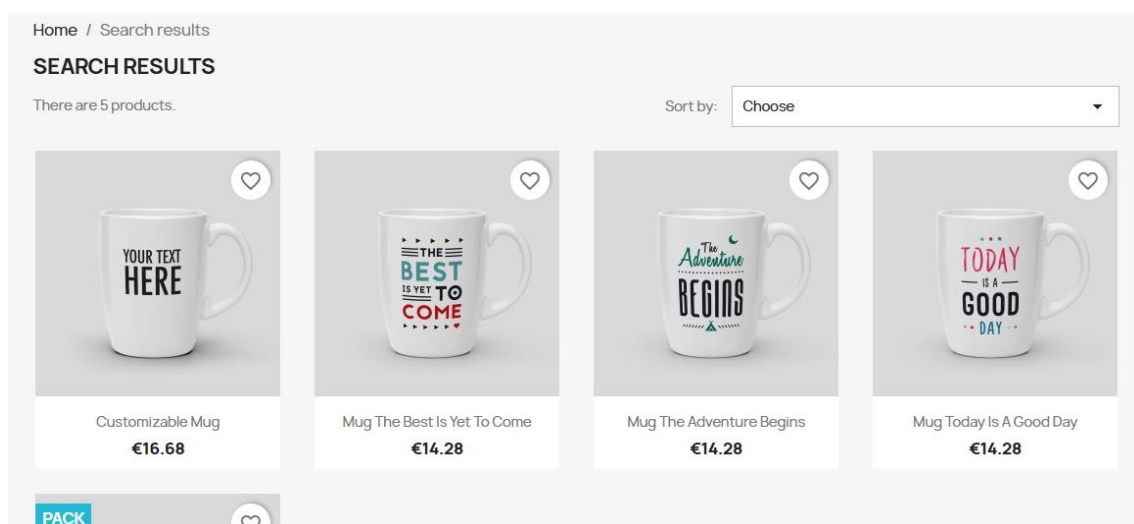 Home / Search results
SEARCH RESULTS
There are 5 products.
Sort by: Choose
YOUR TEXT
HERE
THE
BEST
IS YET TO
COME
The
Adventure
BEGINS
TODAY
IS A
GOOD
DAY
Customizable Mug
€16.68
Mug The Best Is Yet To Come
€14.28
Mug The Adventure Begins
€14.28
Mug Today Is A Good Day
€14.28
PACK